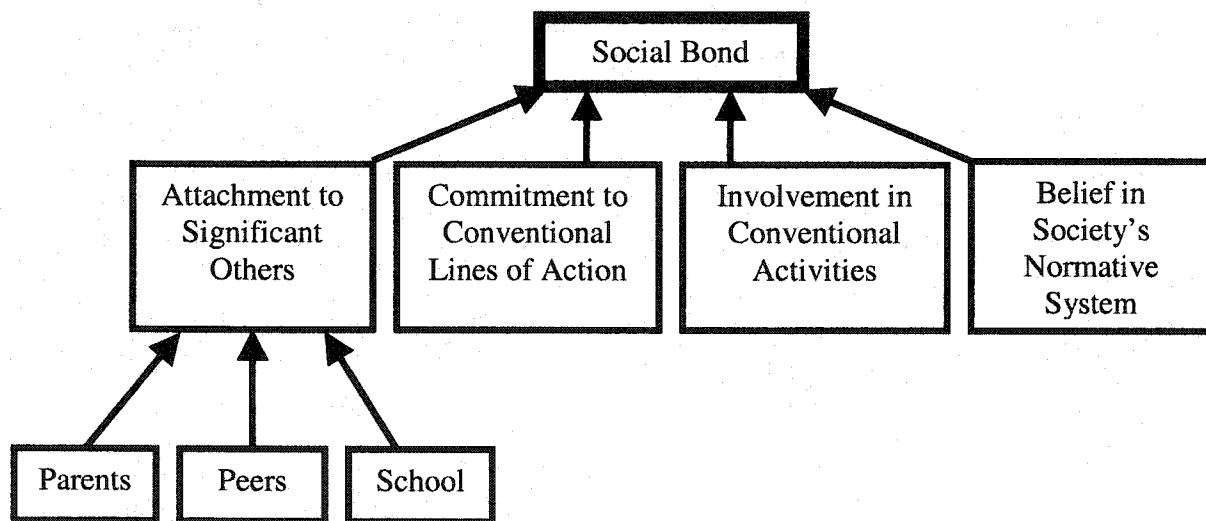 Social Bond
Attachment to
Significant
Others
Commitment to
Conventional
Lines of Action
Involvement in
Conventional
Activities
Belief in
Society's
Normative
System
Parents
Peers
School